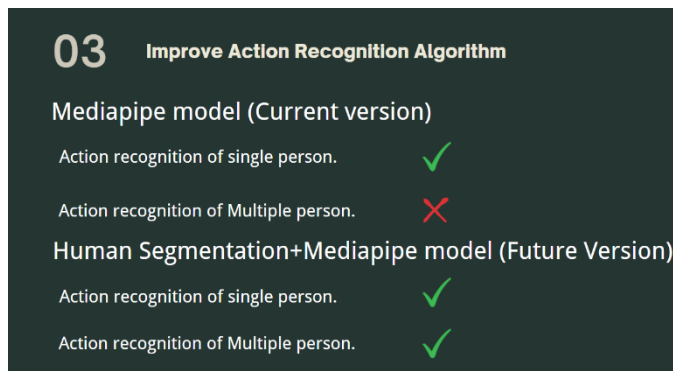 03 Improve Action Recognition Algorithm
Mediapipe model (Current version)
Action recognition of single person.
Action recognition of Multiple person.
Human Segmentation+Mediapipe model (Future Version)
Action recognition of single person.
Action recognition of Multiple person.